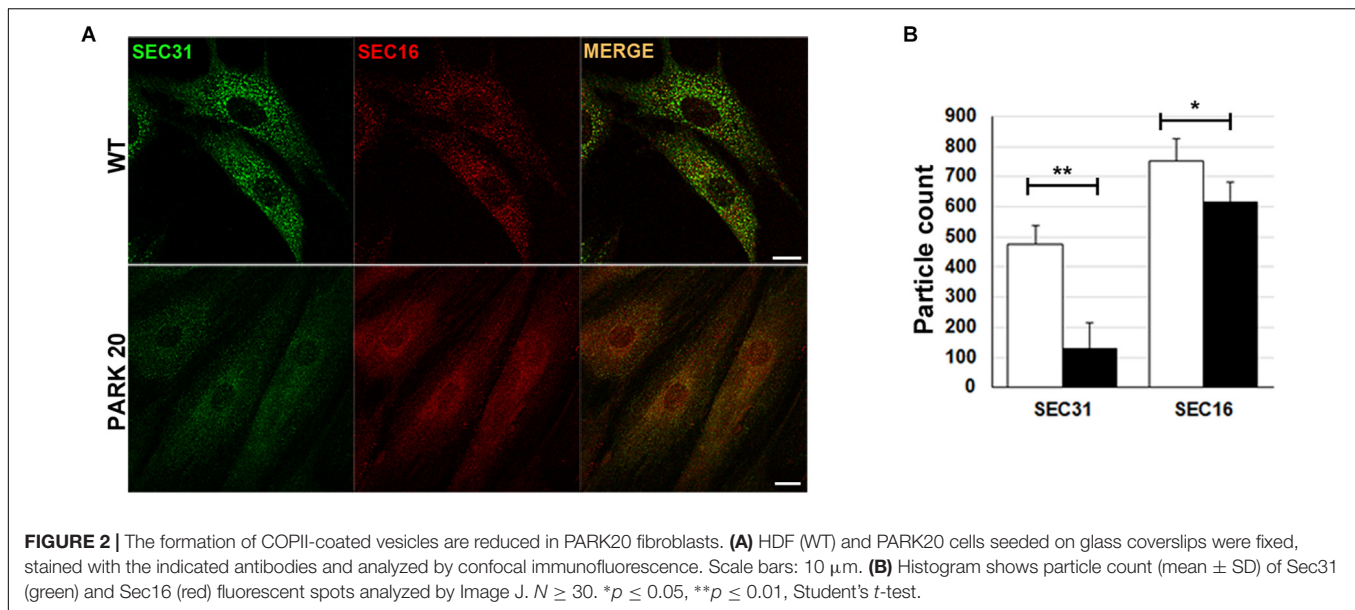 A
SEC31 SEC16 MERGE
WT
PARK 20
B
Particle count
900
800
700
600
500
400
300
200
100
0
** *
SEC31 SEC16
FIGURE 2 | The formation of COPII-coated vesicles are reduced in PARK20 fibroblasts. (A) HDF (WT) and PARK20 cells seeded on glass coverslips were fixed,
stained with the indicated antibodies and analyzed by confocal immunofluorescence. Scale bars: 10 μm. (B) Histogram shows particle count (mean ± SD) of Sec31
(green) and Sec16 (red) fluorescent spots analyzed by Image J. N ≥ 30. *p ≤ 0.05, **p ≤ 0.01, Student's t-test.